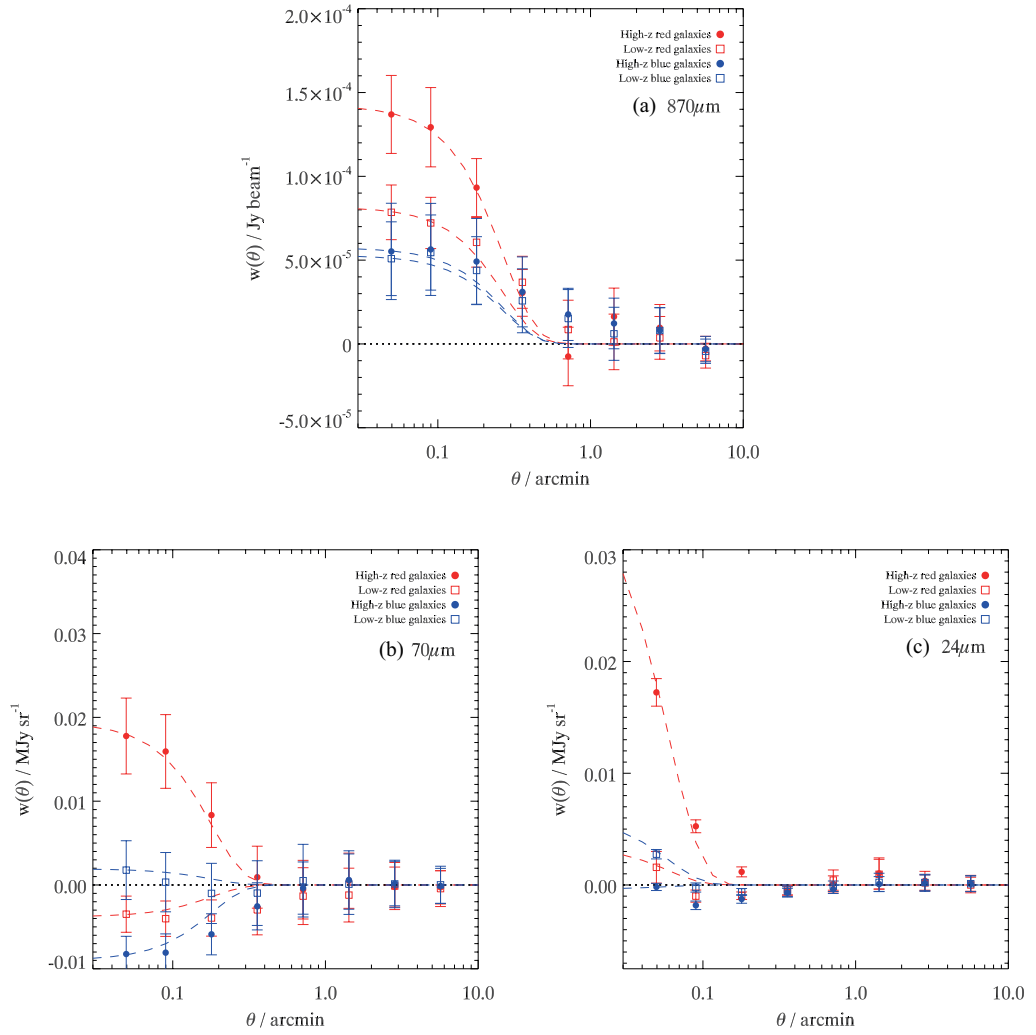 2.0×10⁻⁴
1.5×10⁻⁴
1.0×10⁻⁴
5.0×10⁻⁵
0
-5.0×10⁻⁵
w(θ) / Jy beam⁻¹
High-z red galaxies
Low-z red galaxies
High-z blue galaxies
Low-z blue galaxies
(a) 870μm
0.1 1.0 10.0
θ / arcmin
0.04
0.03
0.02
0.01
0.00
-0.01
w(θ) / MJy sr⁻¹
High-z red galaxies
Low-z red galaxies
High-z blue galaxies
Low-z blue galaxies
(b) 70μm
0.1 1.0 10.0
θ / arcmin
0.03
0.02
0.01
0.00
w(θ) / MJy sr⁻¹
High-z red galaxies
Low-z red galaxies
High-z blue galaxies
Low-z blue galaxies
(c) 24μm
0.1 1.0 10.0
θ / arcmin